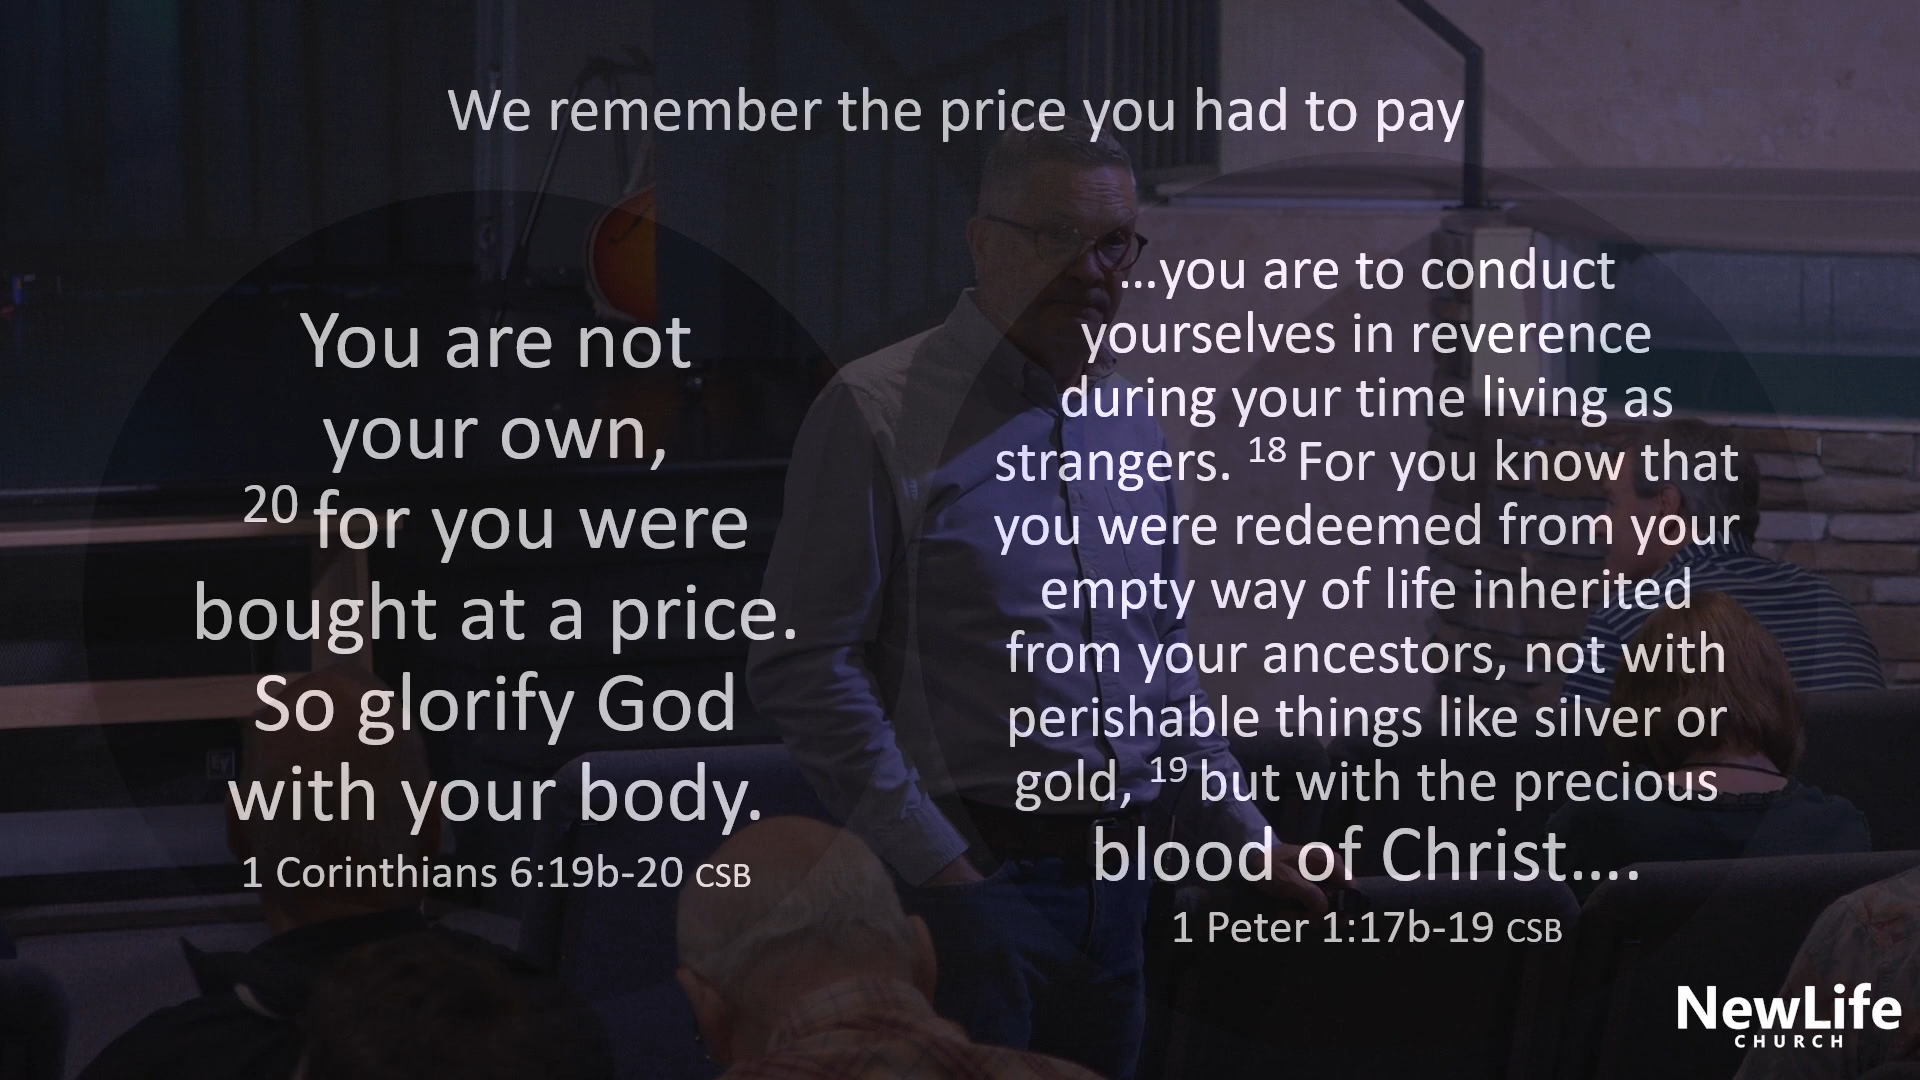 We remember the price you had to pay
You are not
your own,
20 for you were
bought at a price.
So glorify God
with your body.
1 Corinthians 6:19b-20 CSB
...you are to conduct
yourselves in reverence
during your time living as
strangers. 18 For you know that
you were redeemed from your
empty way of life inherited
from your ancestors, not with
perishable things like silver or
gold, 19 but with the precious
blood of Christ....
1 Peter 1:17b-19 CSB
NewLife
CHURCH